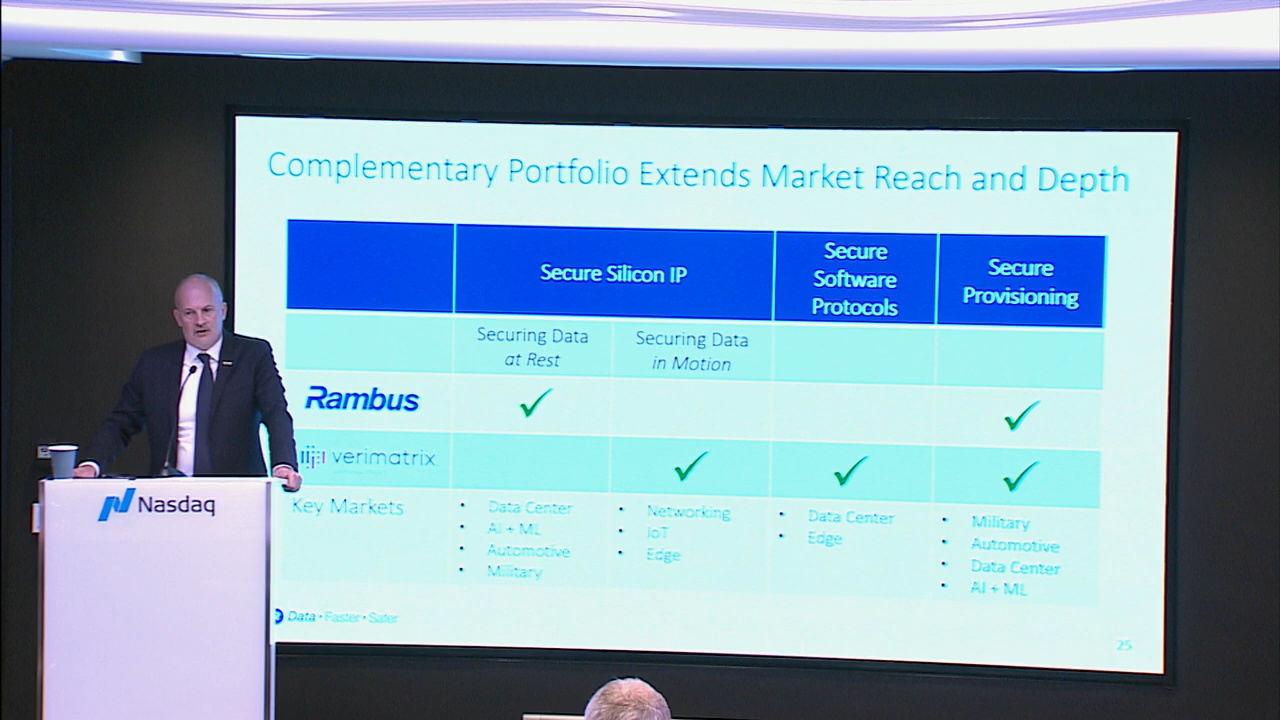 Complementary Portfolio Extends Market Reach and Depth
Secure Silicon IP
Secure
Software
Protocols
Secure
Provisioning
Securing Data
at Rest
Securing Data
in Motion
Rambus
✓ ✓
verimatrix
✓ ✓ ✓
Key Markets
• Data Center
• AI + ML
• Automotive
• Military
• Networking
• IoT
• Edge
• Data Center
• Edge
• Military
• Automotive
• Data Center
• AI + ML
Data • Faster • Safer
25
Nasdaq